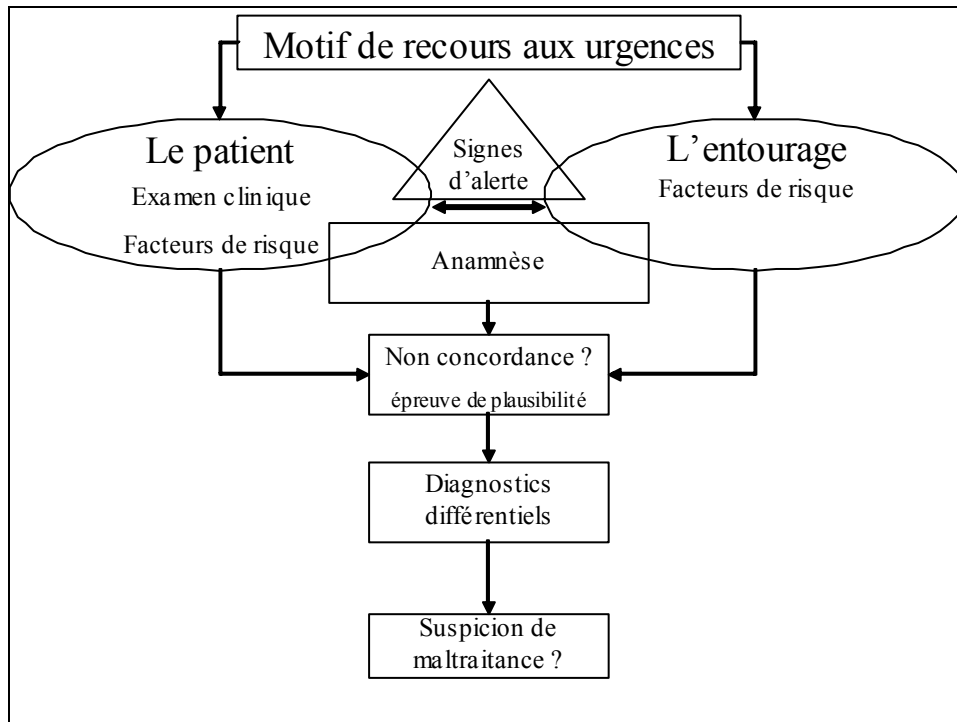 Motif de recours aux urgences
Le patient
Examen clinique
Facteurs de risque
Signes
d'alerte
L'entourage
Facteurs de risque
Anamnèse
Non concordance ?
épreuve de plausibilité
Diagnostics
différentiels
Suspicion de
maltraitance ?